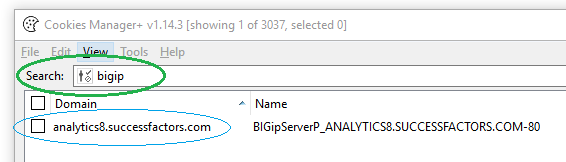 Cookies Manager+ v1.14.3 [showing 1 of 3037, selected 0]
File Edit View Tools Help
Search: bigip
Domain Name
analytics8.successfactors.com BIGipServerP_ANALYTICS8.SUCCESSFACTORS.COM-80